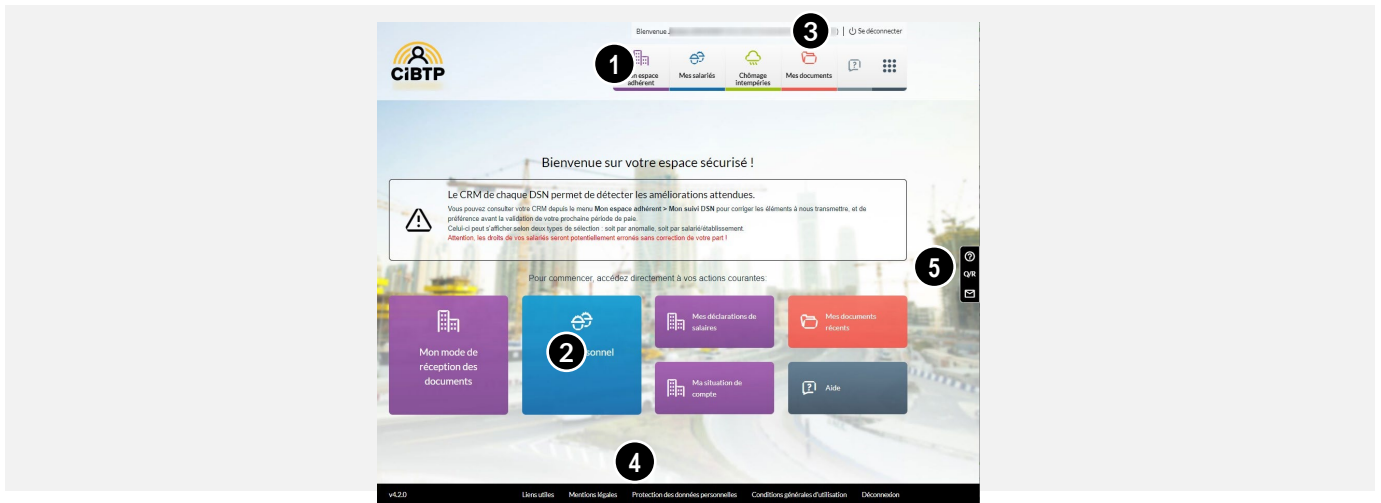 Bienvenue
3
Se déconnecter
CiBTP
1
on espace
adhérent
Mes salariés
Chômage
intempéries
Mes documents
Bienvenue sur votre espace sécurisé !
Le CRM de chaque DSN permet de détecter les améliorations attendues.
Vous pouvez consulter votre CRM depuis le menu Mon espace adhérent > Mon suivi DSN pour corriger les éléments à nous transmettre, et de
préférence avant la validation de votre prochaine période de paie.
Celui-ci peut s'afficher selon deux types de sélection : soit par anomalie, soit par salarié/établissement.
Attention, les droits de vos salariés seront potentiellement erronés sans correction de votre part !
5
Q/R
Pour commencer, accédez directement à vos actions courantes:
Mon mode de
réception des
documents
2
sonnel
Mes déclarations de
salaires
Mes documents
récents
Ma situation de
compte
Aide
4
v4.2.0
Liens utiles
Mentions légales
Protection des données personnelles
Conditions générales d'utilisation
Déconnexion